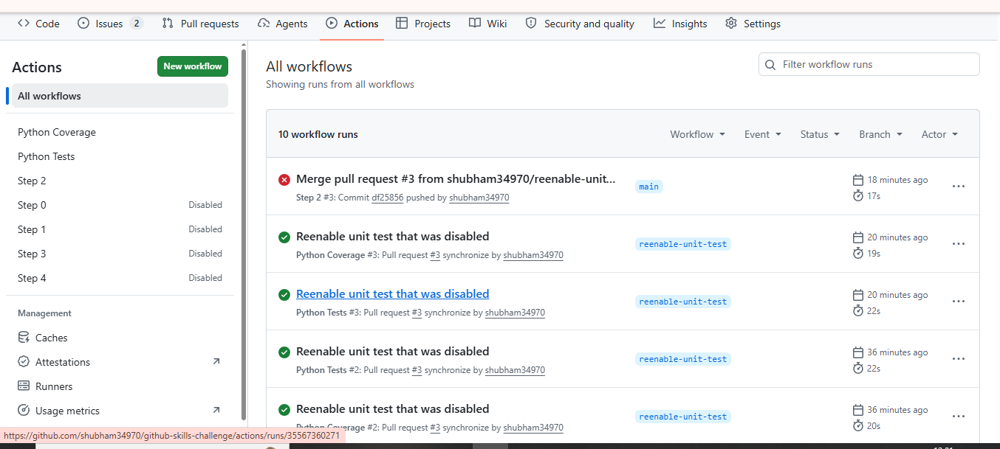 Code Issues 2 Pull requests Agents Actions Projects Wiki Security and quality Insights Settings
Actions
New workflow
All workflows
Python Coverage
Python Tests
Step 2
Step 0 Disabled
Step 1 Disabled
Step 3 Disabled
Step 4 Disabled
Management
Caches
Attestations
Runners
Usage metrics
All workflows
Showing runs from all workflows
Filter workflow runs
10 workflow runs Workflow Event Status Branch Actor
Merge pull request #3 from shubham34970/reenable-unit... main 18 minutes ago
Step 2 #3: Commit df25856 pushed by shubham34970 17s
Reenable unit test that was disabled reenable-unit-test 20 minutes ago
Python Coverage #3: Pull request #3 synchronize by shubham34970 19s
Reenable unit test that was disabled reenable-unit-test 20 minutes ago
Python Tests #3: Pull request #3 synchronize by shubham34970 22s
Reenable unit test that was disabled reenable-unit-test 36 minutes ago
Python Tests #2: Pull request #3 synchronize by shubham34970 22s
Reenable unit test that was disabled reenable-unit-test 36 minutes ago
Python Coverage #2: Pull request #3 synchronize by shubham34970 20s
https://github.com/shubham34970/github-skills-challenge/actions/runs/35567360271